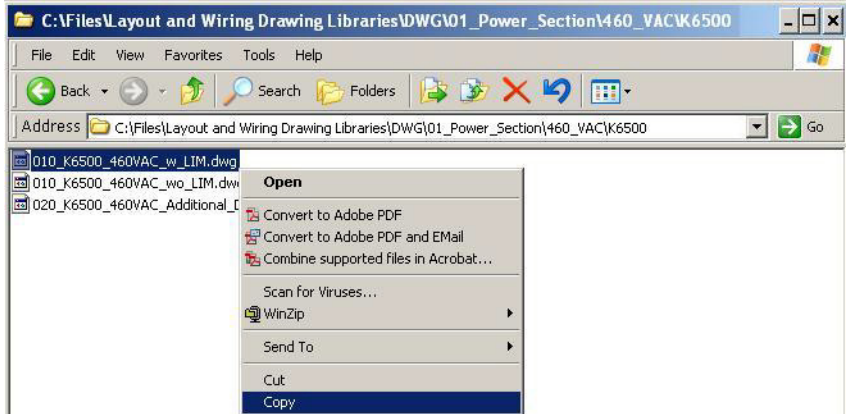 C:\Files\Layout and Wiring Drawing Libraries\DWG\01_Power_Section\460_VAC\K6500
File Edit View Favorites Tools Help
Back Search Folders
Address C:\Files\Layout and Wiring Drawing Libraries\DWG\01_Power_Section\460_VAC\K6500 Go
010_K6500_460VAC_w_LIM.dwg
010_K6500_460VAC_wo_LIM.dw
020_K6500_460VAC_Additional_
Open
Convert to Adobe PDF
Convert to Adobe PDF and EMail
Combine supported files in Acrobat...
Scan for Viruses...
WinZip
Send To
Cut
Copy